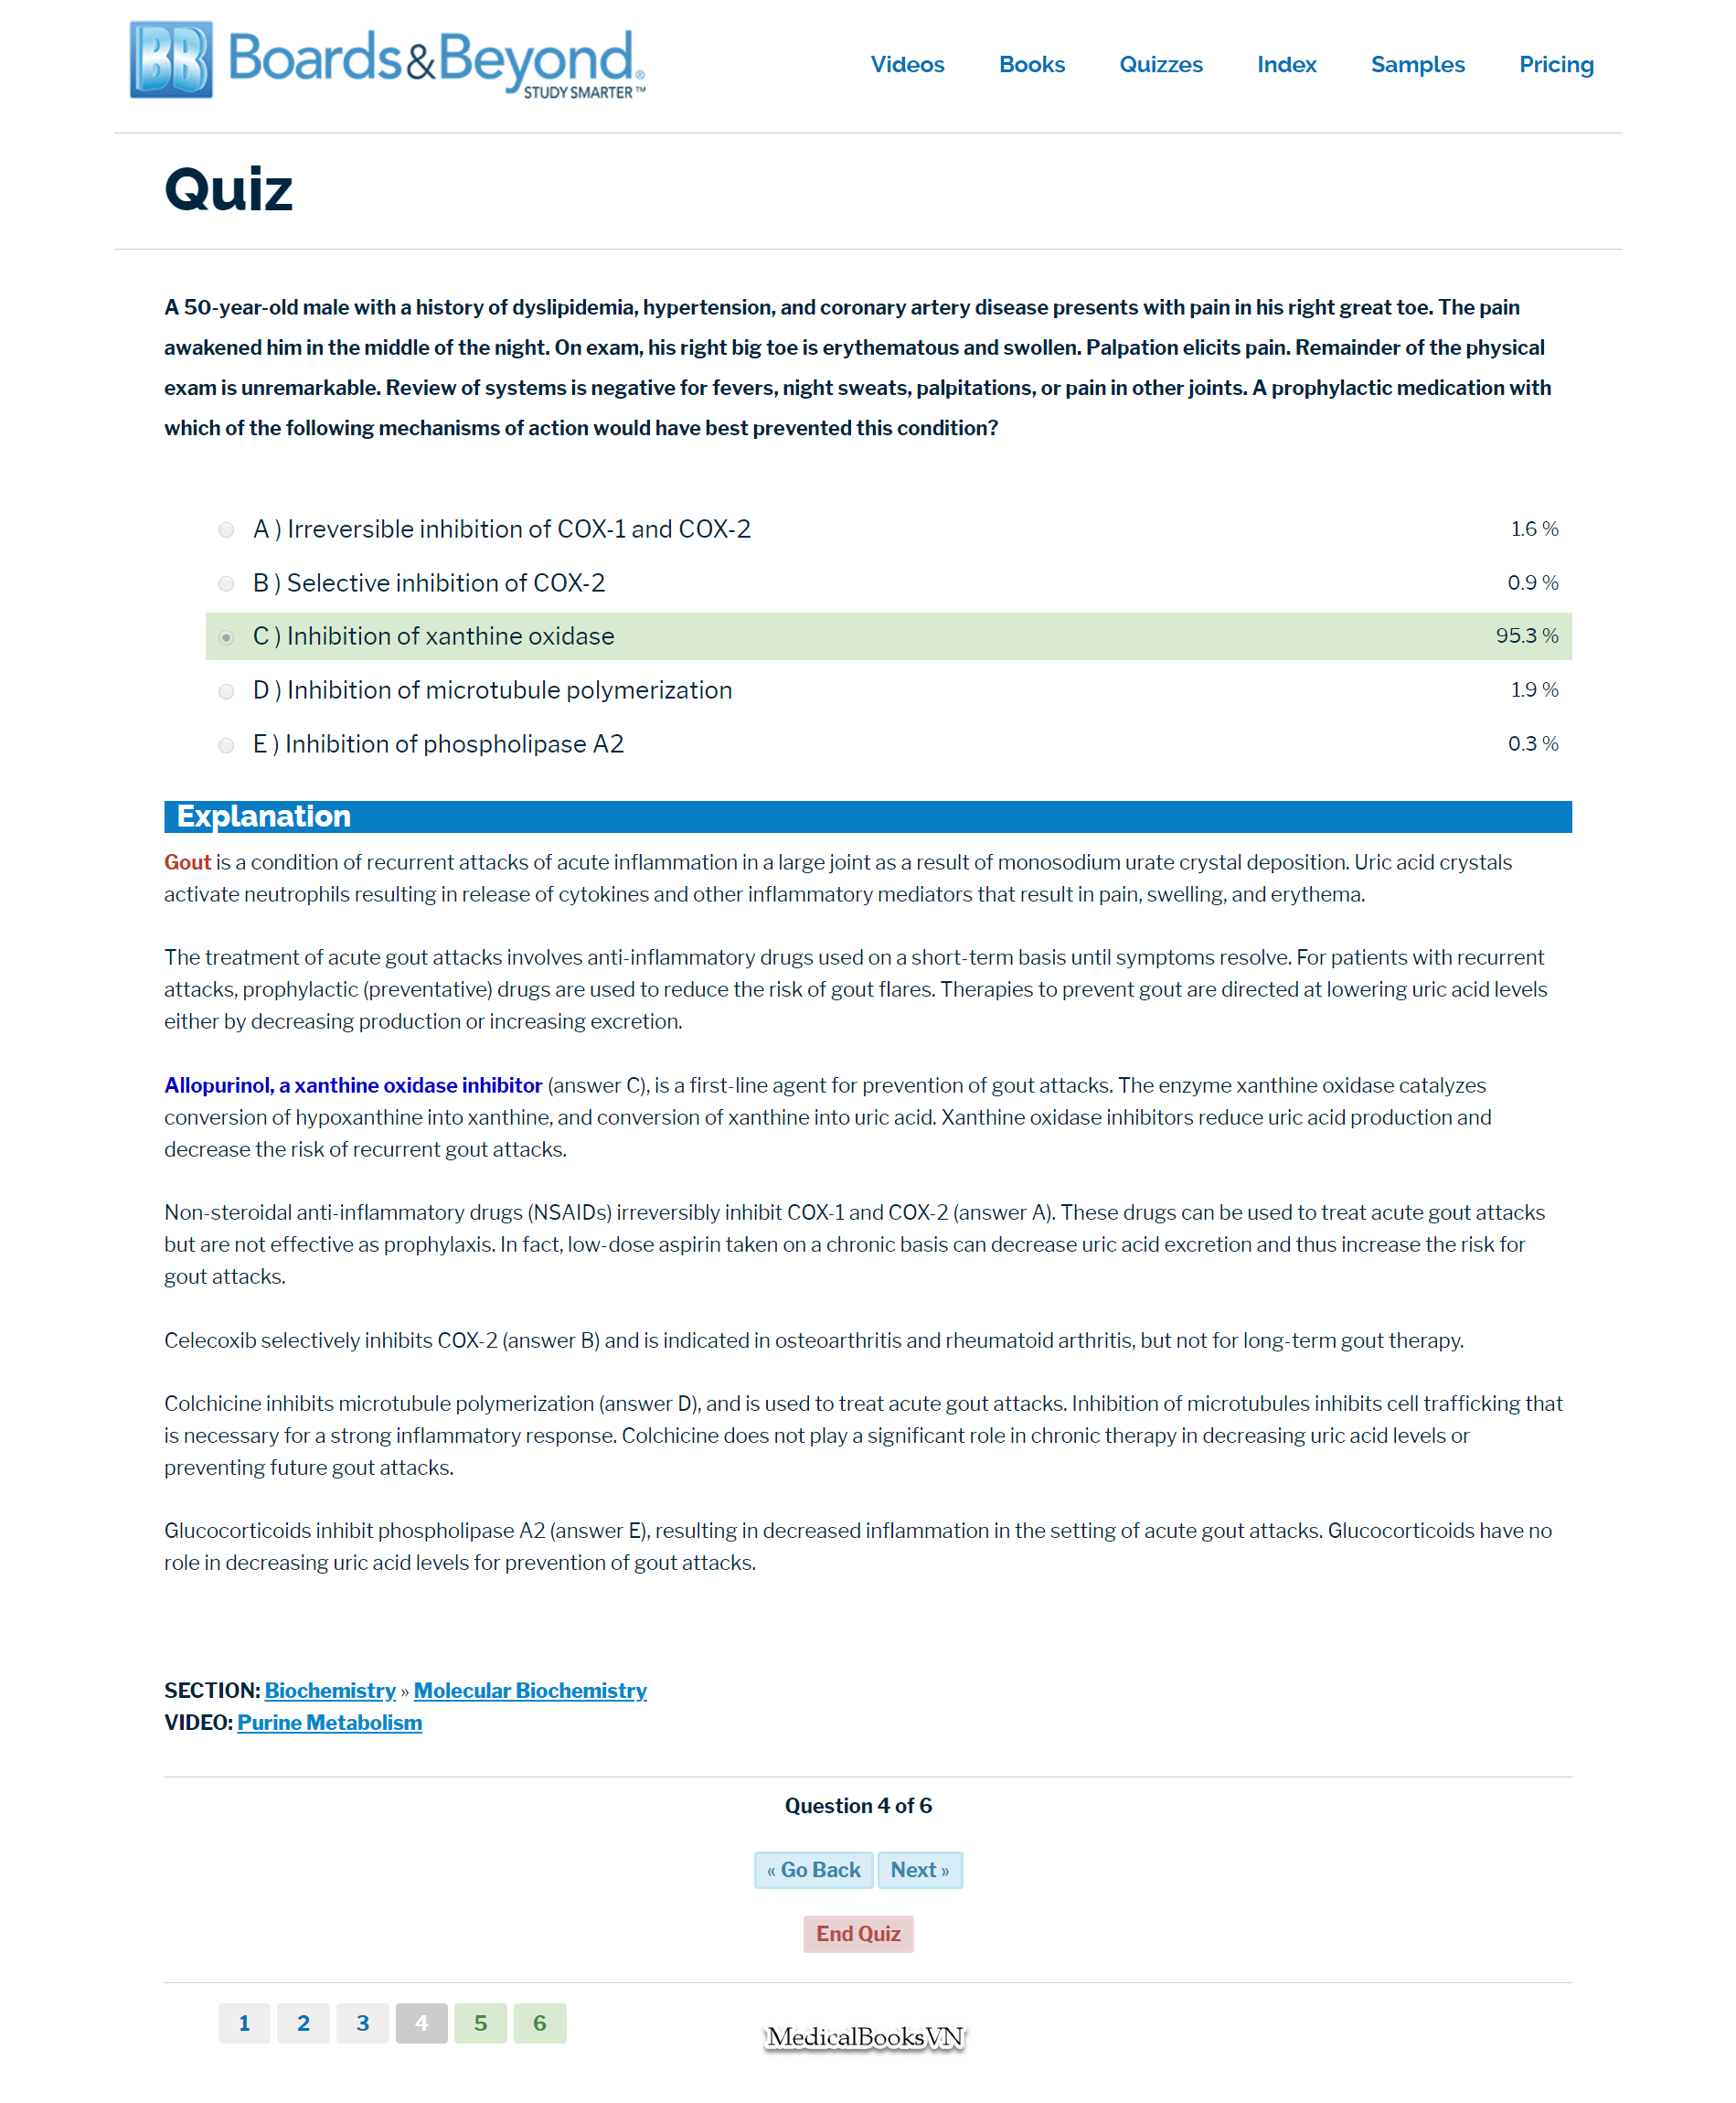 BB Boards&Beyond®
STUDY SMARTER™
Videos Books Quizzes Index Samples Pricing
Quiz
A 50-year-old male with a history of dyslipidemia, hypertension, and coronary artery disease presents with pain in his right great toe. The pain
awakened him in the middle of the night. On exam, his right big toe is erythematous and swollen. Palpation elicits pain. Remainder of the physical
exam is unremarkable. Review of systems is negative for fevers, night sweats, palpitations, or pain in other joints. A prophylactic medication with
which of the following mechanisms of action would have best prevented this condition?
A ) Irreversible inhibition of COX-1 and COX-2 1.6 %
B ) Selective inhibition of COX-2 0.9 %
C ) Inhibition of xanthine oxidase 95.3 %
D ) Inhibition of microtubule polymerization 1.9 %
E ) Inhibition of phospholipase A2 0.3 %
Explanation
Gout is a condition of recurrent attacks of acute inflammation in a large joint as a result of monosodium urate crystal deposition. Uric acid crystals
activate neutrophils resulting in release of cytokines and other inflammatory mediators that result in pain, swelling, and erythema.
The treatment of acute gout attacks involves anti-inflammatory drugs used on a short-term basis until symptoms resolve. For patients with recurrent
attacks, prophylactic (preventative) drugs are used to reduce the risk of gout flares. Therapies to prevent gout are directed at lowering uric acid levels
either by decreasing production or increasing excretion.
Allopurinol, a xanthine oxidase inhibitor (answer C), is a first-line agent for prevention of gout attacks. The enzyme xanthine oxidase catalyzes
conversion of hypoxanthine into xanthine, and conversion of xanthine into uric acid. Xanthine oxidase inhibitors reduce uric acid production and
decrease the risk of recurrent gout attacks.
Non-steroidal anti-inflammatory drugs (NSAIDs) irreversibly inhibit COX-1 and COX-2 (answer A). These drugs can be used to treat acute gout attacks
but are not effective as prophylaxis. In fact, low-dose aspirin taken on a chronic basis can decrease uric acid excretion and thus increase the risk for
gout attacks.
Celecoxib selectively inhibits COX-2 (answer B) and is indicated in osteoarthritis and rheumatoid arthritis, but not for long-term gout therapy.
Colchicine inhibits microtubule polymerization (answer D), and is used to treat acute gout attacks. Inhibition of microtubules inhibits cell trafficking that
is necessary for a strong inflammatory response. Colchicine does not play a significant role in chronic therapy in decreasing uric acid levels or
preventing future gout attacks.
Glucocorticoids inhibit phospholipase A2 (answer E), resulting in decreased inflammation in the setting of acute gout attacks. Glucocorticoids have no
role in decreasing uric acid levels for prevention of gout attacks.
SECTION: Biochemistry » Molecular Biochemistry
VIDEO: Purine Metabolism
Question 4 of 6
« Go Back Next »
End Quiz
1 2 3 4 5 6
MedicalBooksVN